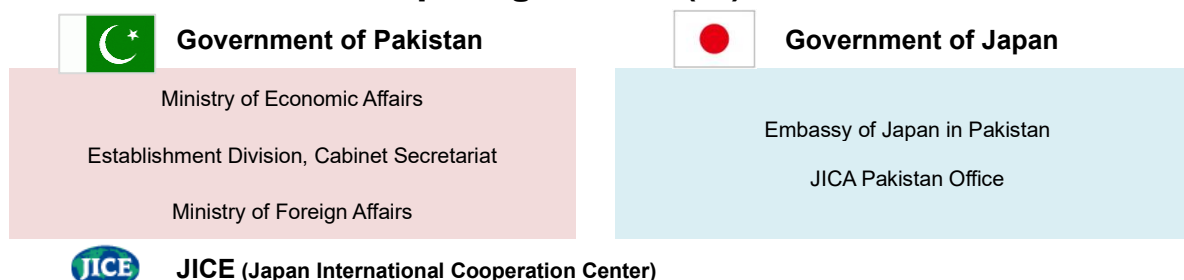 Government of Pakistan
Government of Japan
Ministry of Economic Affairs
Establishment Division, Cabinet Secretariat
Ministry of Foreign Affairs
Embassy of Japan in Pakistan
JICA Pakistan Office
JICE
JICE (Japan International Cooperation Center)